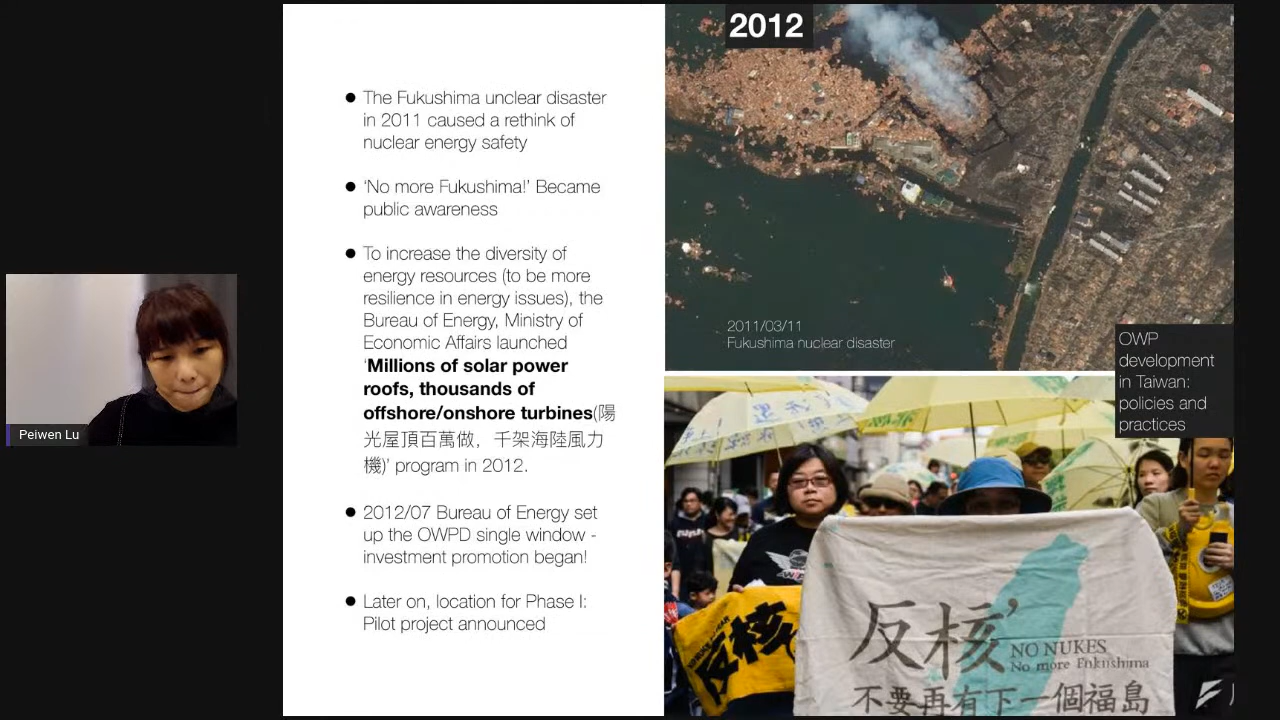 2012
The Fukushima unclear disaster
in 2011 caused a rethink of
nuclear energy safety
‘No more Fukushima!’ Became
public awareness
To increase the diversity of
energy resources (to be more
resilience in energy issues), the
Bureau of Energy, Ministry of
Economic Affairs launched
‘Millions of solar power
roofs, thousands of
offshore/onshore turbines(陽
光屋頂百萬做，千架海陸風力
機)’ program in 2012.
2012/07 Bureau of Energy set
up the OWPD single window -
investment promotion began!
Later on, location for Phase I:
Pilot project announced
2011/03/11
Fukushima nuclear disaster
OWP
development
in Taiwan:
policies and
practices
Peiwen Lu
反核
反核
NO NUKES
No more Fukushima
不要再有下一個福島